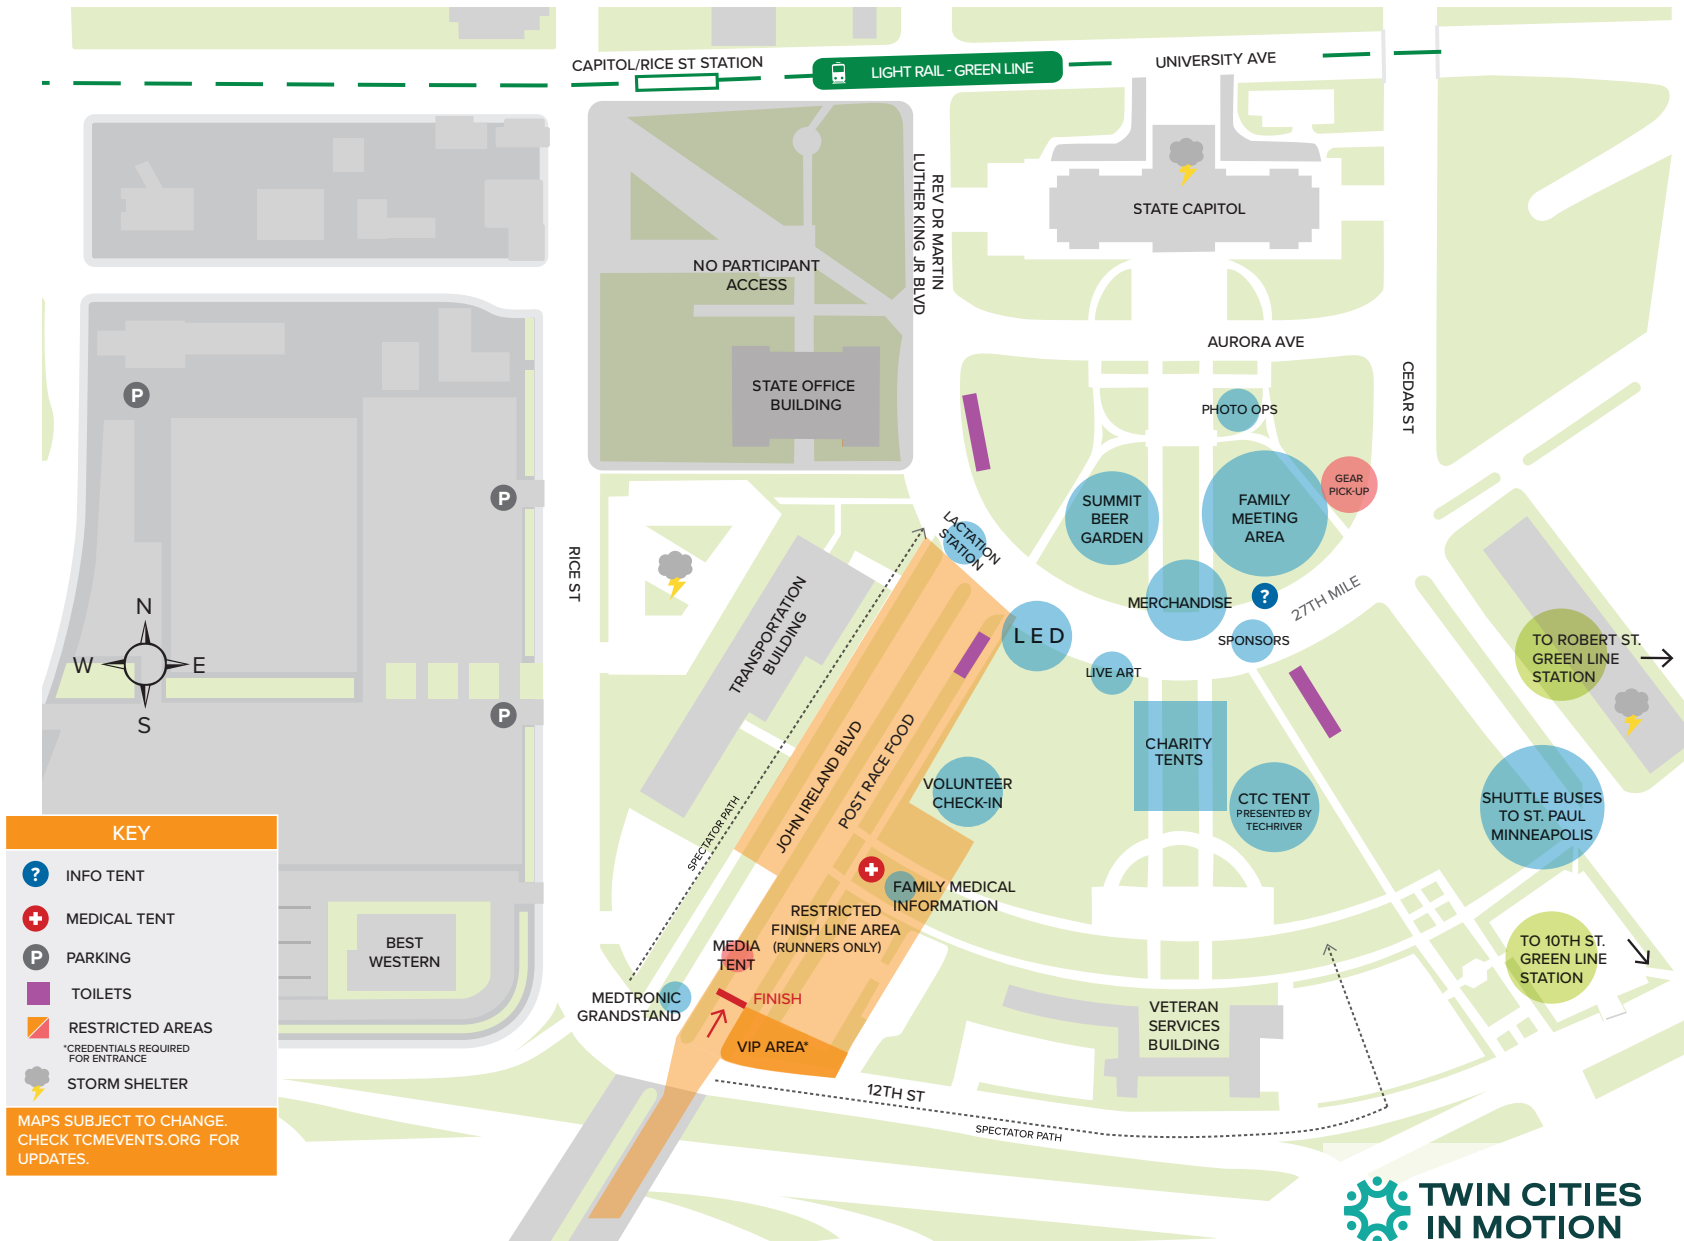 CAPITOL/RICE ST STATION
LIGHT RAIL - GREEN LINE
UNIVERSITY AVE
REV DR MARTIN
LUTHER KING JR BLVD
STATE CAPITOL
NO PARTICIPANT
ACCESS
AURORA AVE
STATE OFFICE
BUILDING
CEDAR ST
P
PHOTO OPS
P
SUMMIT
BEER
GARDEN
FAMILY
MEETING
AREA
GEAR
PICK-UP
LACTATION
STATION
RICE ST
TRANSPORTATION
BUILDING
MERCHANDISE
?
27TH MILE
N
W
E
S
LED
SPONSORS
LIVE ART
TO ROBERT ST.
GREEN LINE
STATION
P
JOHN IRELAND BLVD
POST RACE FOOD
CHARITY
TENTS
VOLUNTEER
CHECK-IN
CTC TENT
PRESENTED BY
TECHRIVER
SHUTTLE BUSES
TO ST. PAUL
MINNEAPOLIS
SPECTATOR PATH
FAMILY MEDICAL
INFORMATION
RESTRICTED
FINISH LINE AREA
(RUNNERS ONLY)
MEDIA
TENT
BEST
WESTERN
TO 10TH ST.
GREEN LINE
STATION
MEDTRONIC
GRANDSTAND
FINISH
VIP AREA*
VETERAN
SERVICES
BUILDING
12TH ST
SPECTATOR PATH
KEY
? INFO TENT
MEDICAL TENT
P PARKING
TOILETS
RESTRICTED AREAS
*CREDENTIALS REQUIRED
FOR ENTRANCE
STORM SHELTER
MAPS SUBJECT TO CHANGE.
CHECK TCMEVENTS.ORG FOR
UPDATES.
TWIN CITIES
IN MOTION